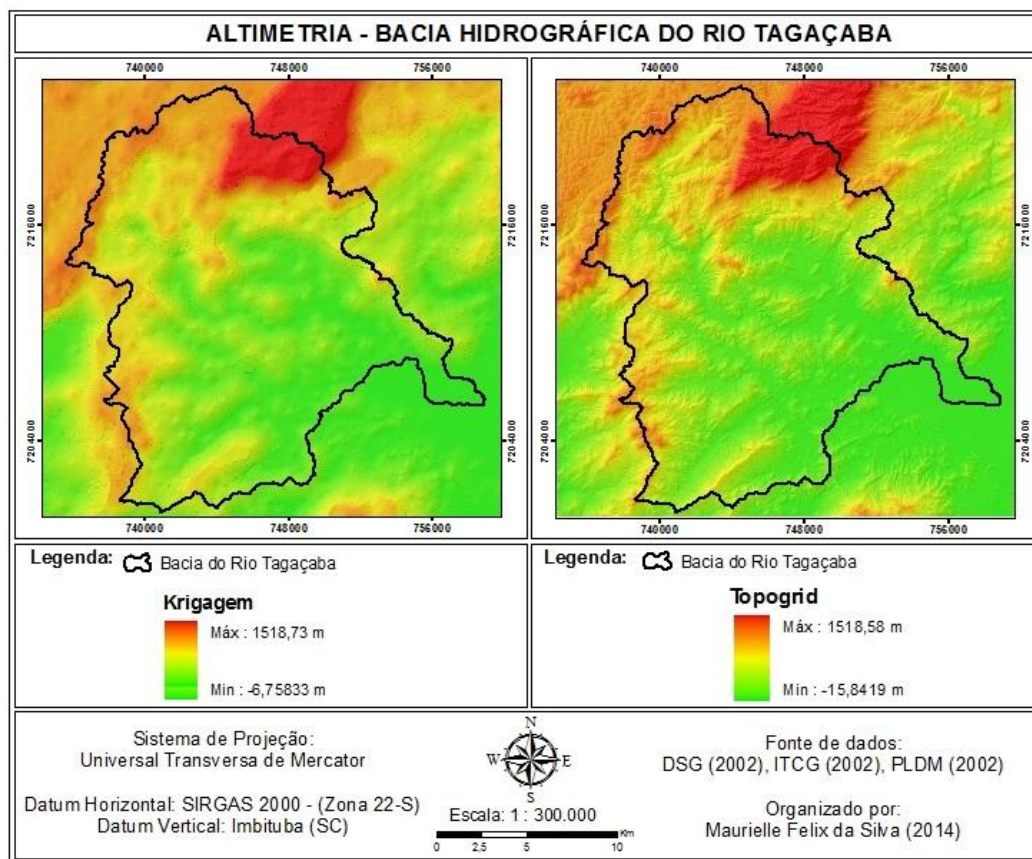 ALTIMETRIA - BACIA HIDROGRÁFICA DO RIO TAGAÇABA
740000 748000 756000
7216000 7216000
7204000 7204000
740000 748000 756000
740000 748000 756000
7216000 7216000
7204000 7204000
740000 748000 756000
Legenda: Bacia do Rio Tagaçaba
Krigagem
Máx : 1518,73 m
Min : -6,75833 m
Legenda: Bacia do Rio Tagaçaba
Topogrid
Máx : 1518,58 m
Min : -15,8419 m
Sistema de Projeção:
Universal Transversa de Mercator
Datum Horizontal: SIRGAS 2000 - (Zona 22-S)
Datum Vertical: Imbituba (SC)
N
W E
S
Escala: 1 : 300.000
Km
0 2,5 5 10
Fonte de dados:
DSG (2002), ITCG (2002), PLDM (2002)
Organizado por:
Maurielle Felix da Silva (2014)